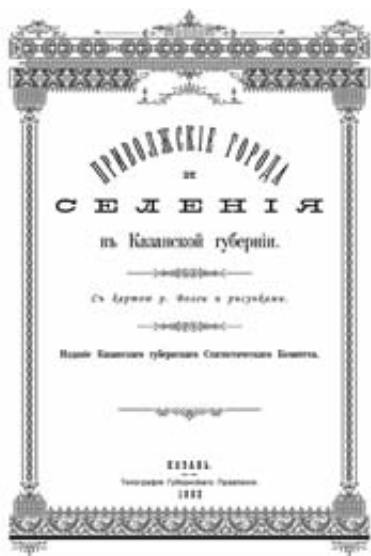 ПРИВОЛЖСКІЕ ГОРОДА
И
СЕЛЕНІЯ
въ Казанской губерніи.
Съ картою р. Волги и рисунками.
Изданіе Казанскаго губернскаго Статистическаго Комитета.
КАЗАНЬ.
Типографія Губернскаго Правленія.
1892